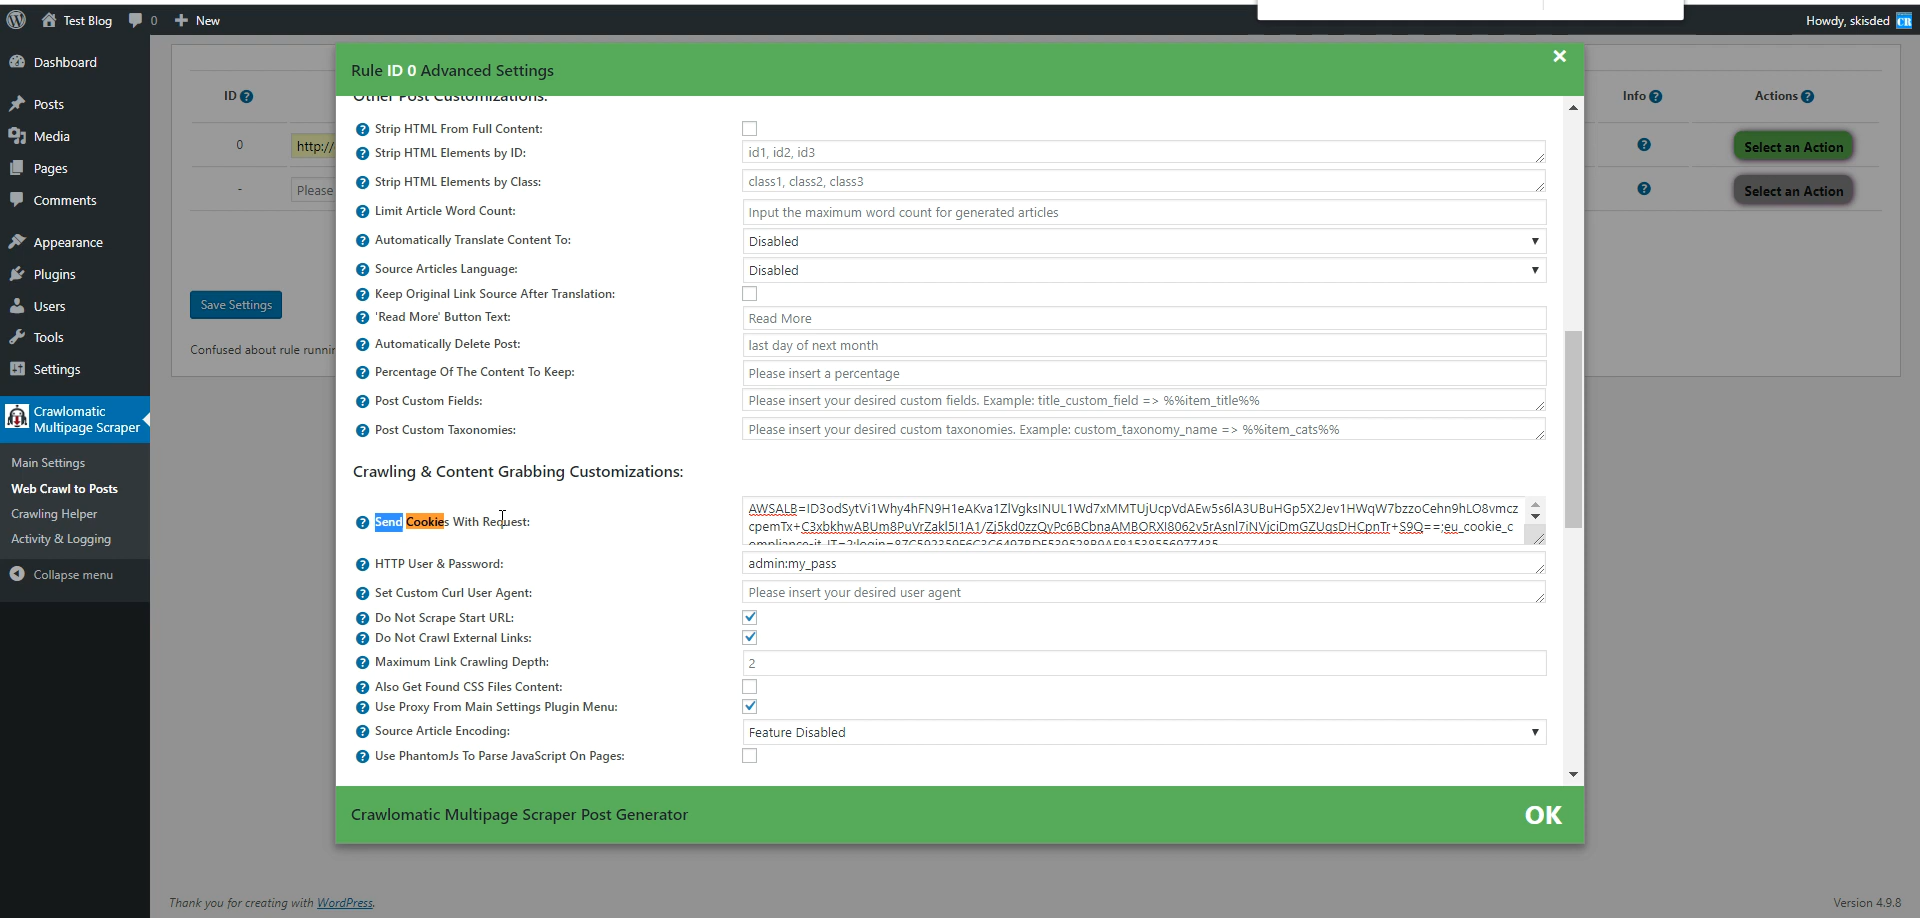 Test Blog 0 New Howdy, skisded CR
Dashboard
Posts
Media
Pages
Comments
Appearance
Plugins
Users
Tools
Settings
Crawlomatic
Multipage Scraper
Main Settings
Web Crawl to Posts
Crawling Helper
Activity & Logging
Collapse menu
ID Info Actions
0 http:// Select an Action
- Please Select an Action
Save Settings
Confused about rule runnin
Rule ID 0 Advanced Settings
Other Post Customizations:
Strip HTML From Full Content:
Strip HTML Elements by ID: id1, id2, id3
Strip HTML Elements by Class: class1, class2, class3
Limit Article Word Count: Input the maximum word count for generated articles
Automatically Translate Content To: Disabled
Source Articles Language: Disabled
Keep Original Link Source After Translation:
'Read More' Button Text: Read More
Automatically Delete Post: last day of next month
Percentage Of The Content To Keep: Please insert a percentage
Post Custom Fields: Please insert your desired custom fields. Example: title_custom_field => %%item_title%%
Post Custom Taxonomies: Please insert your desired custom taxonomies. Example: custom_taxonomy_name => %%item_cats%%
Crawling & Content Grabbing Customizations:
Send Cookies With Request:
HTTP User & Password: admin:my_pass
Set Custom Curl User Agent: Please insert your desired user agent
Do Not Scrape Start URL:
Do Not Crawl External Links:
Maximum Link Crawling Depth: 2
Also Get Found CSS Files Content:
Use Proxy From Main Settings Plugin Menu:
Source Article Encoding: Feature Disabled
Use PhantomJs To Parse JavaScript On Pages:
Crawlomatic Multipage Scraper Post Generator OK
Thank you for creating with WordPress. Version 4.9.8